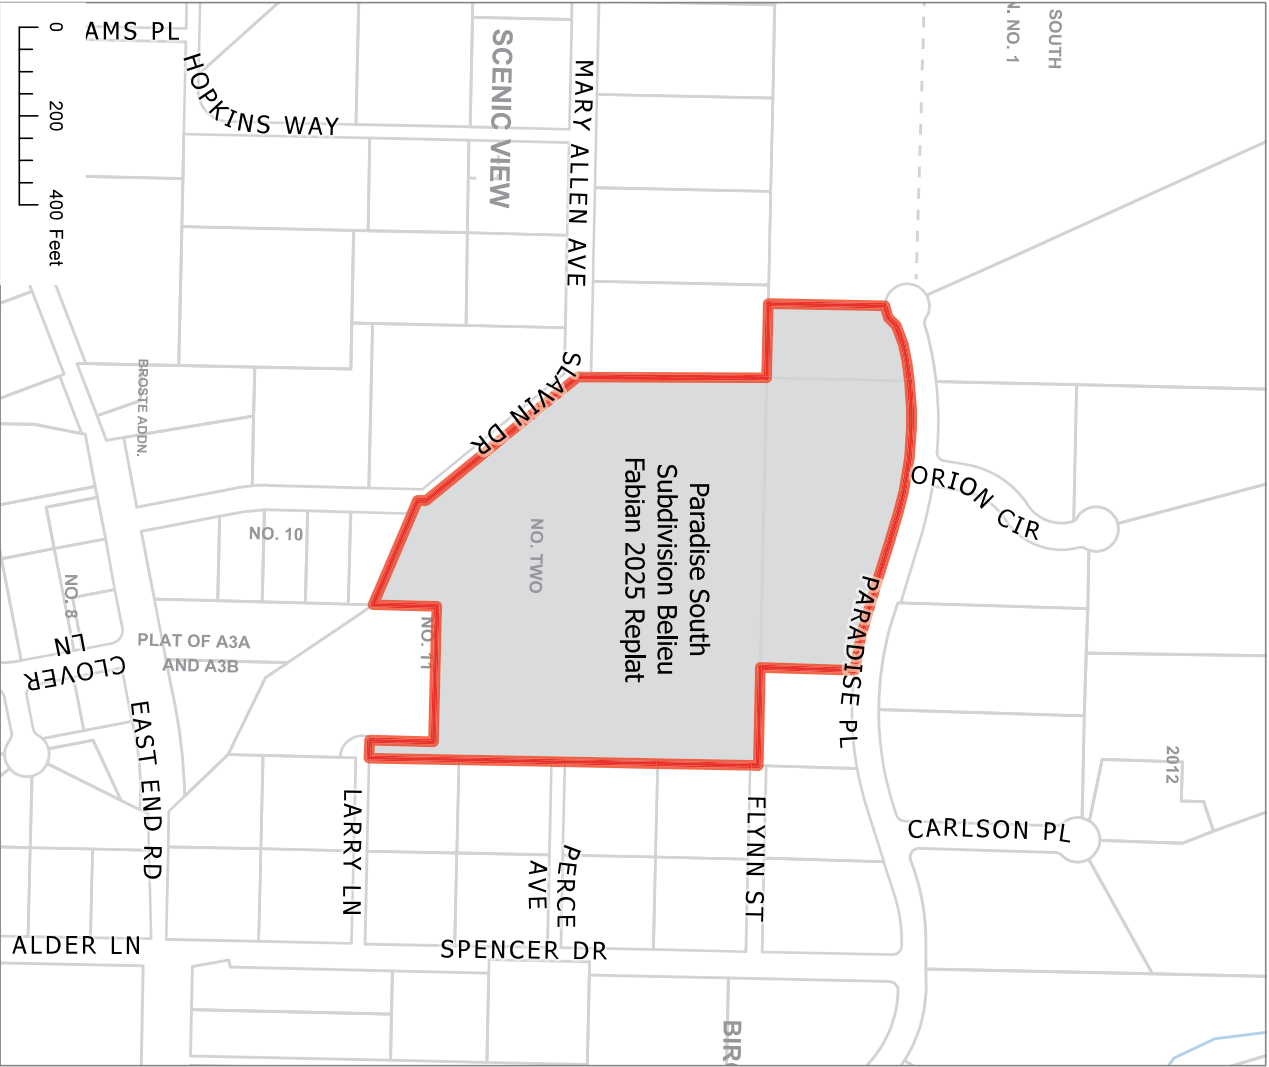 AMS PL
HOPKINS WAY
SCENIC VIEW
MARY ALLEN AVE
N. NO. 1
SOUTH
0
200
400 Feet
SLAVIN DR
BROSTE ADDN.
NO. 10
NO. 8
NO. TWO
Paradise South
Subdivision Belieu
Fabian 2025 Replat
ORION CIR
PARADISE PL
NO. 11
PLAT OF A3A
AND A3B
CLOVER
LN
EAST END RD
LARRY LN
PERCE
AVE
FLYNN ST
2012
CARLSON PL
ALDER LN
SPENCER DR
BIR